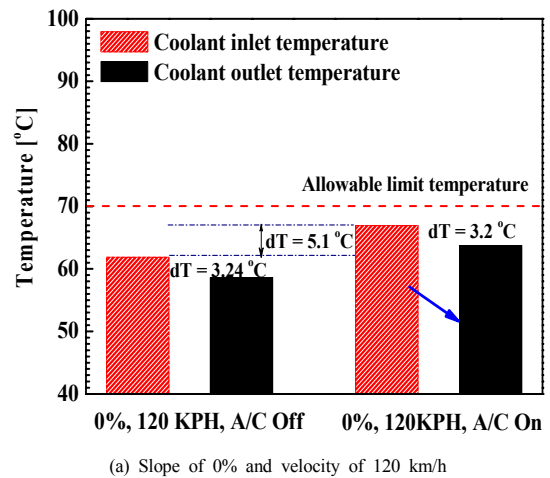 100
90
80
70
60
50
40
Temperature [°C]
Coolant inlet temperature
Coolant outlet temperature
Allowable limit temperature
dT = 5.1 °C
dT = 3.24 °C
dT = 3.2 °C
0%, 120 KPH, A/C Off
0%, 120KPH, A/C On
(a) Slope of 0% and velocity of 120 km/h